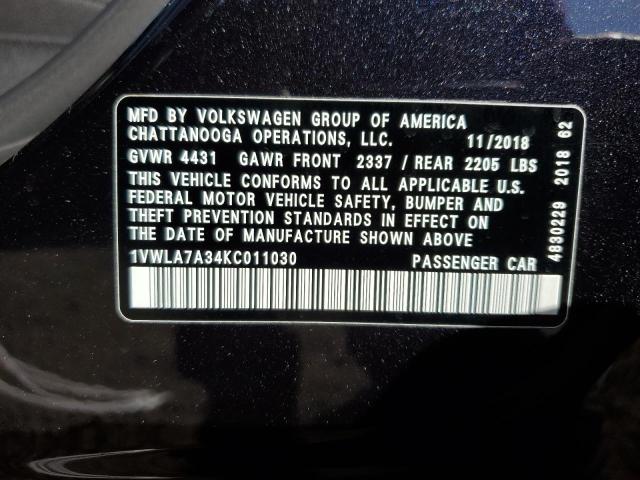 MFD BY VOLKSWAGEN GROUP OF AMERICA
CHATTANOOGA OPERATIONS, LLC. 11/2018
GVWR 4431 GAWR FRONT 2337 / REAR 2205 LBS
THIS VEHICLE CONFORMS TO ALL APPLICABLE U.S.
FEDERAL MOTOR VEHICLE SAFETY, BUMPER AND
THEFT PREVENTION STANDARDS IN EFFECT ON
THE DATE OF MANUFACTURE SHOWN ABOVE
1VWLA7A34KC011030 PASSENGER CAR
4830229 2018 62